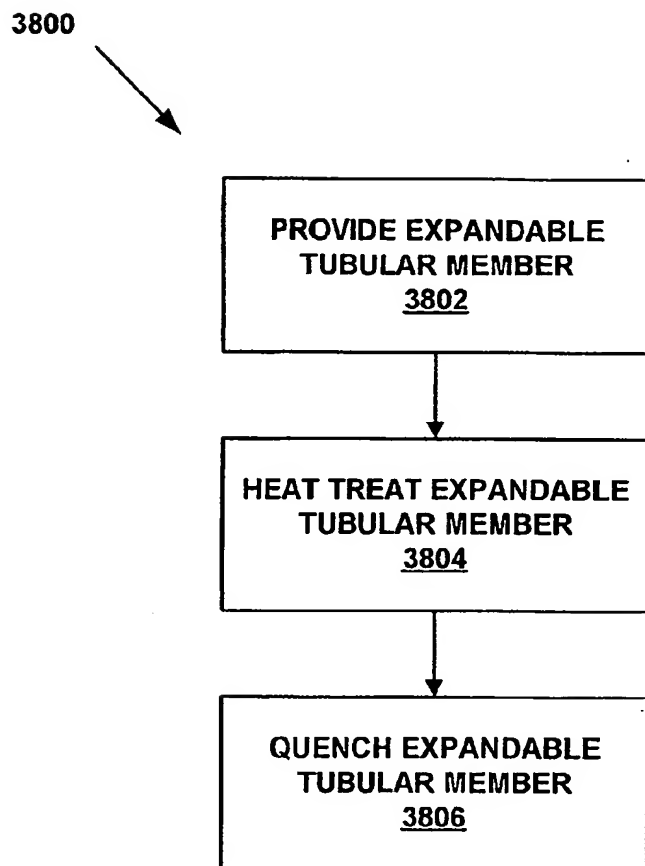 3800
PROVIDE EXPANDABLE
TUBULAR MEMBER
3802
HEAT TREAT EXPANDABLE
TUBULAR MEMBER
3804
QUENCH EXPANDABLE
TUBULAR MEMBER
3806